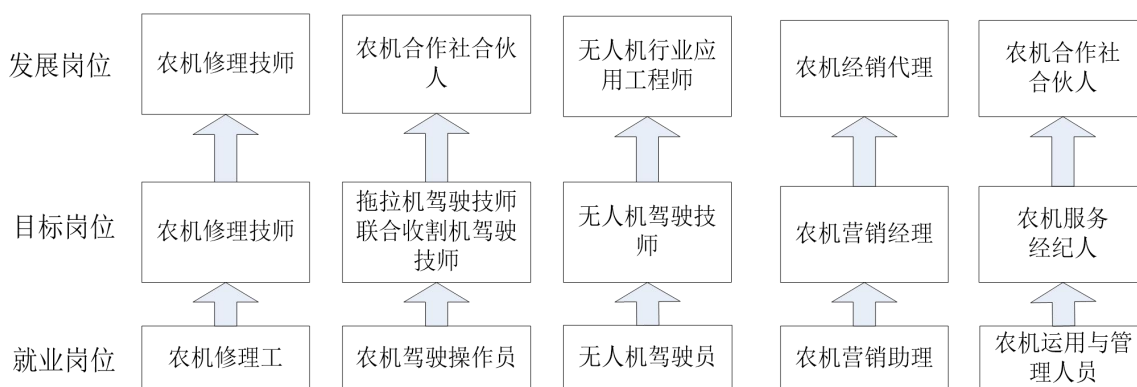 发展岗位
农机修理技师
农机合作社合伙
人
无人机行业应
用工程师
农机经销代理
农机合作社
合伙人
目标岗位
农机修理技师
拖拉机驾驶技师
联合收割机驾驶
技师
无人机驾驶技
师
农机营销经理
农机服务
经纪人
就业岗位
农机修理工
农机驾驶操作员
无人机驾驶员
农机营销助理
农机运用与管
理人员